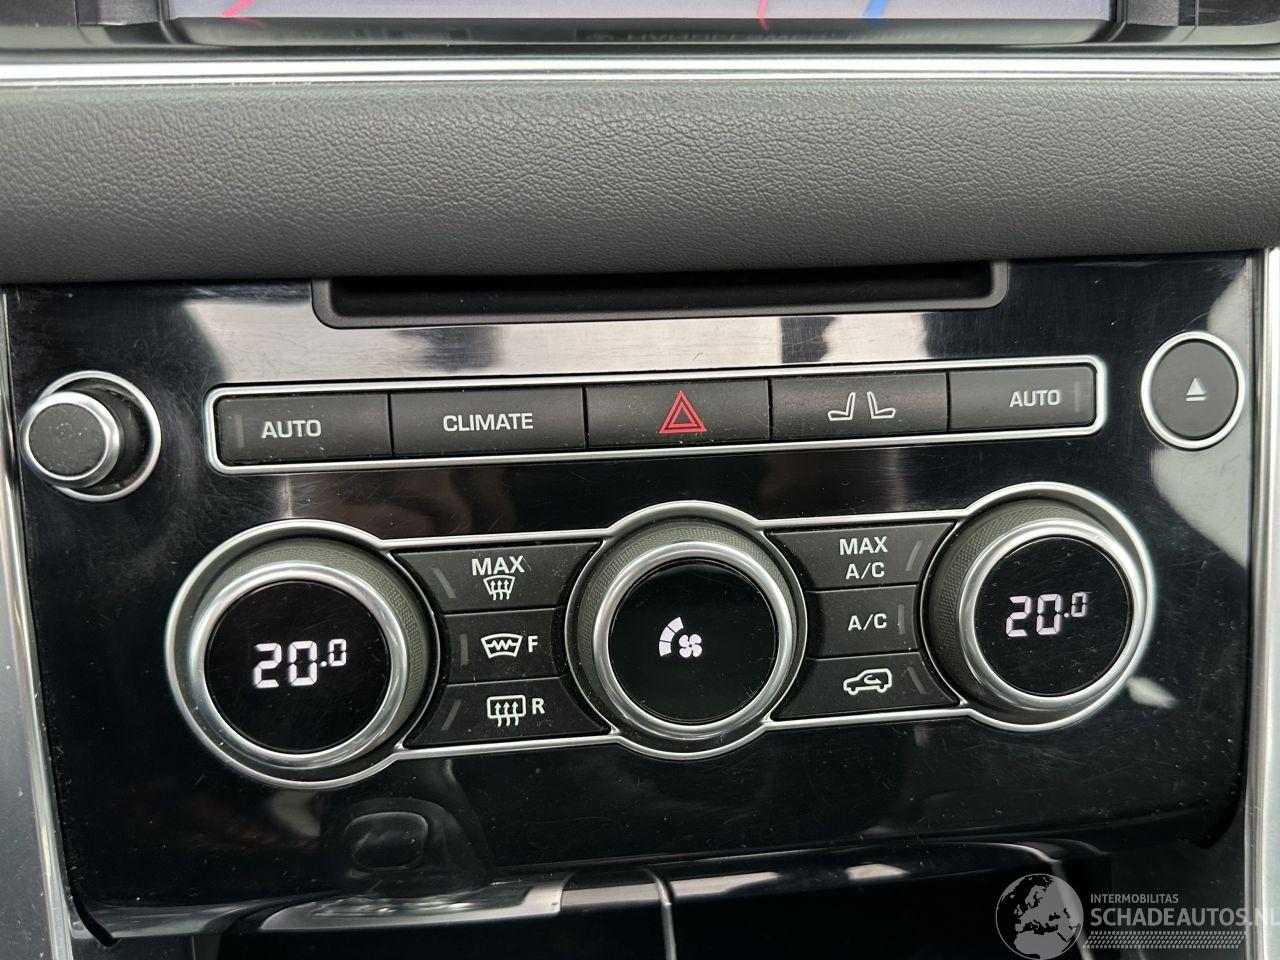 AUTO CLIMATE AUTO
MAX
F
R
20.0
MAX
A/C
A/C
20.0
INTERMOBILITAS
SCHADEAUTOS.NL